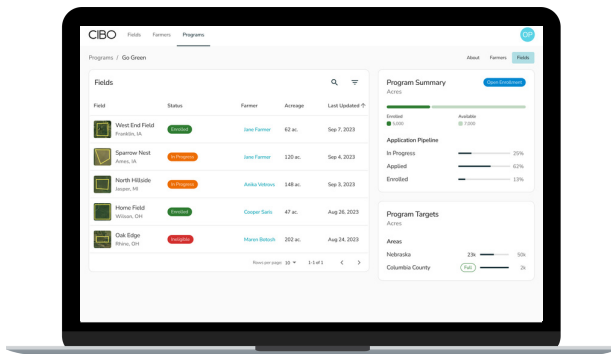 CIBO Fields Farmers Programs OP
Programs / Go Green About Farmers Fields
Fields
Field Status Farmer Acreage Last Updated ↑
West End Field
Franklin, IA
Enrolled Jane Farmer 62 ac. Sep 7, 2023
Sparrow Nest
Ames, IA
In Progress Jane Farmer 120 ac. Sep 4, 2023
North Hillside
Jasper, MI
In Progress Anika Vetrovs 148 ac. Sep 3, 2023
Home Field
Wilson, OH
Enrolled Cooper Saris 47 ac. Aug 26, 2023
Oak Edge
Rhine, OH
Ineligible Maren Botosh 202 ac. Aug 24, 2023
Rows per page: 10 1-1 of 1
Program Summary Open Enrollment
Acres
Enrolled Available
5,000 7,000
Application Pipeline
In Progress 25%
Applied 62%
Enrolled 13%
Program Targets
Acres
Areas
Nebraska 23k 50k
Columbia County Full 2k